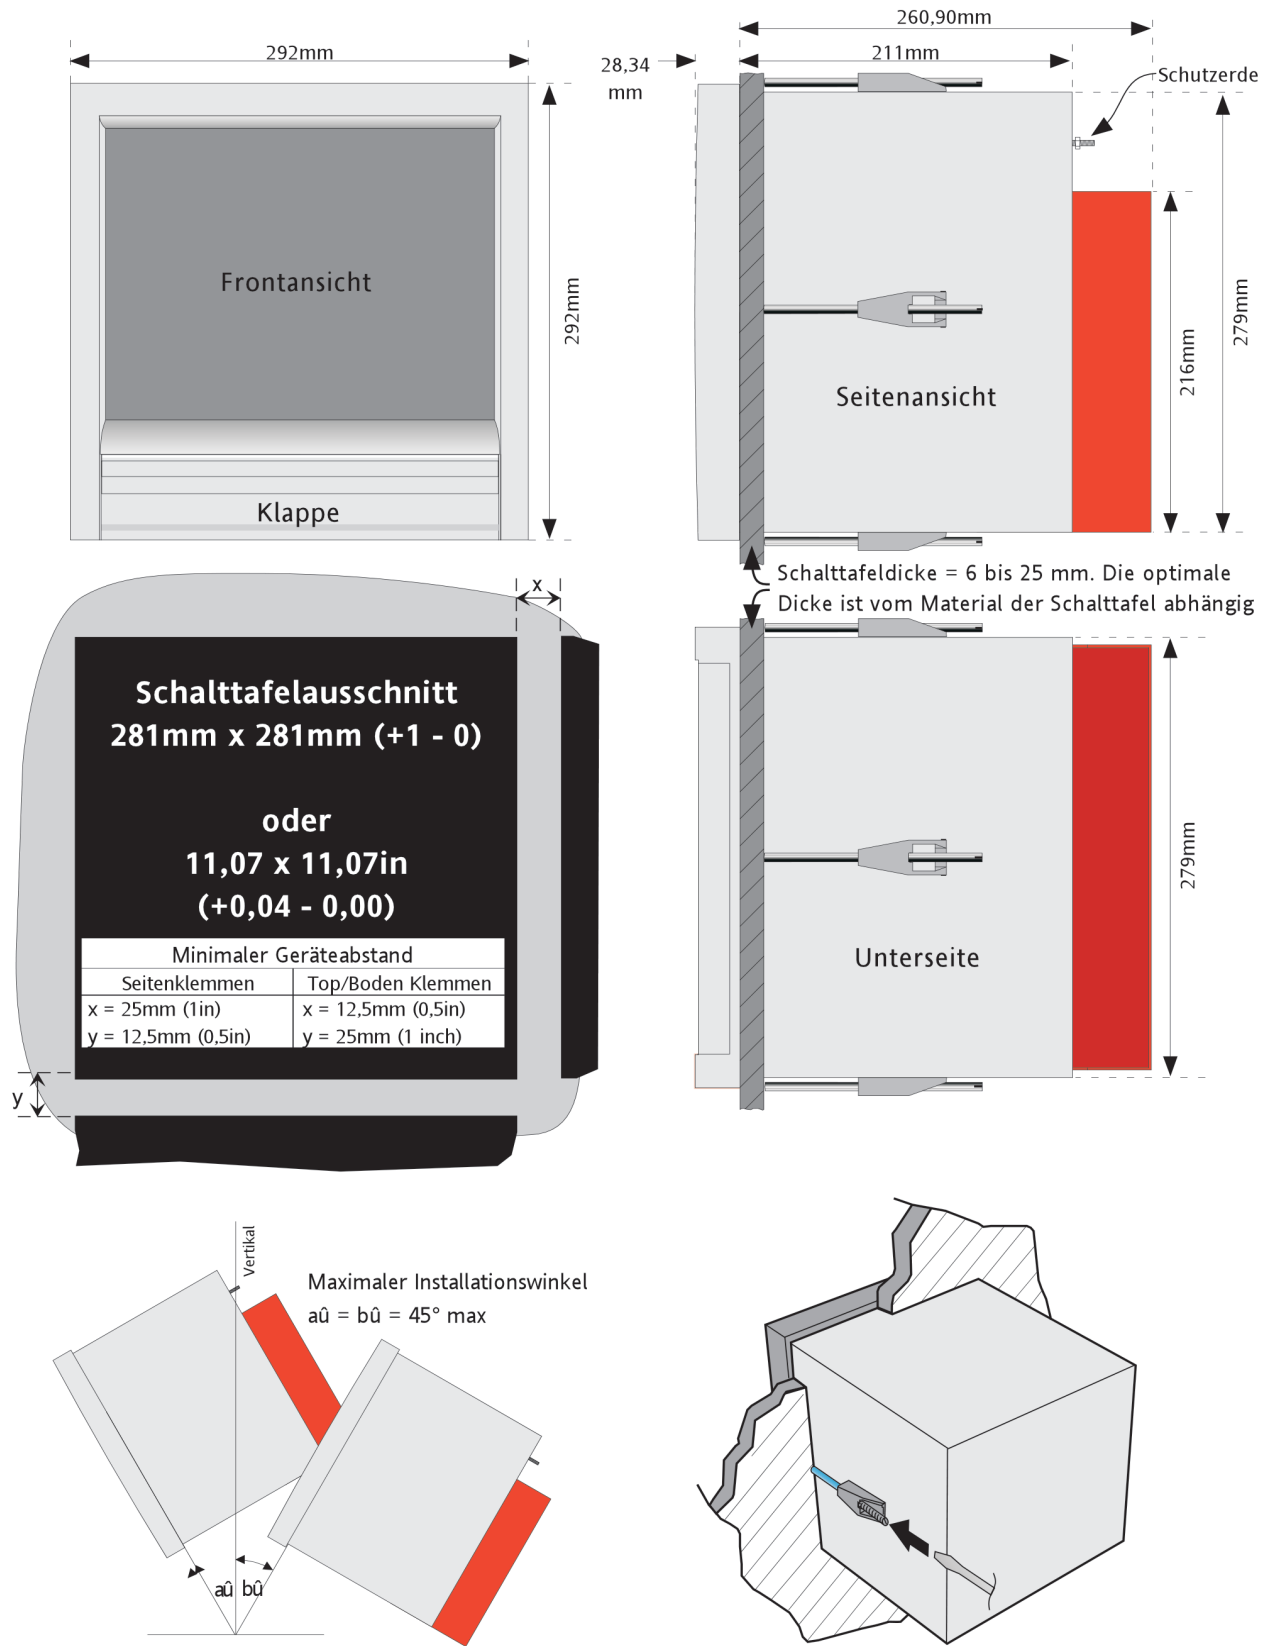 292mm
292mm
Frontansicht
Klappe
260,90mm
211mm
28,34
mm
Schutzerde
279mm
216mm
Seitenansicht
Schalttafeldicke = 6 bis 25 mm. Die optimale
Dicke ist vom Material der Schalttafel abhängig
x
Schalttafelausschnitt
281mm x 281mm (+1 - 0)
oder
11,07 x 11,07in
(+0,04 - 0,00)
Minimaler Geräteabstand
Seitenklemmen Top/Boden Klemmen
x = 25mm (1in) x = 12,5mm (0,5in)
y = 12,5mm (0,5in) y = 25mm (1 inch)
y
279mm
Unterseite
Vertikal
Maximaler Installationswinkel
aû = bû = 45° max
aû bû